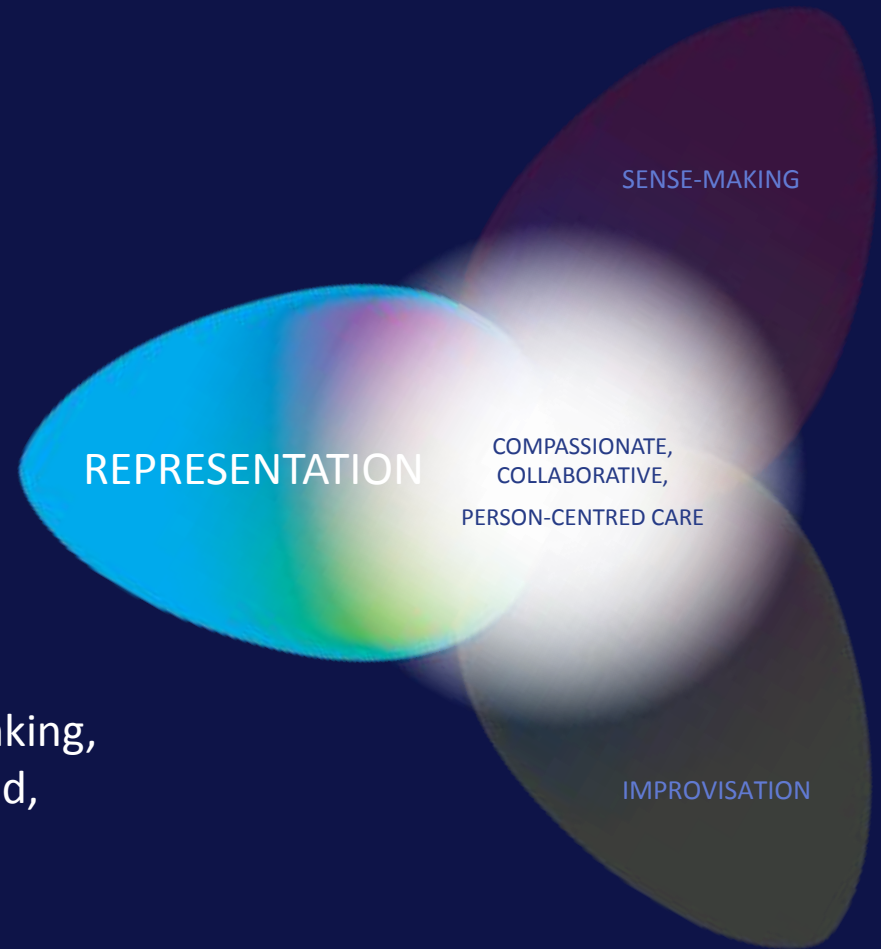 SENSE-MAKING
REPRESENTATION
COMPASSIONATE,
COLLABORATIVE,
PERSON-CENTRED CARE
IMPROVISATION